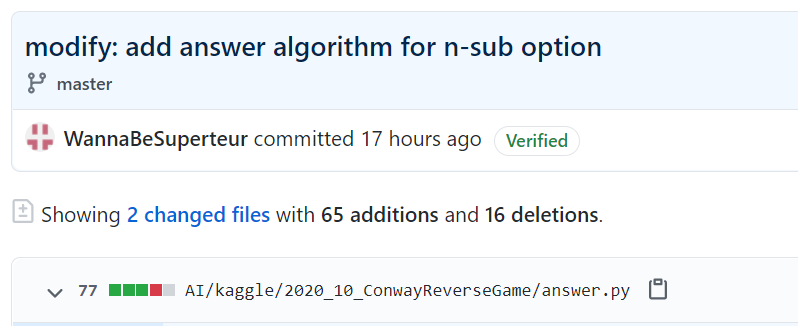 modify: add answer algorithm for n-sub option
master
WannaBeSuperteur committed 17 hours ago Verified
Showing 2 changed files with 65 additions and 16 deletions.
77 AI/kaggle/2020_10_ConwayReverseGame/answer.py